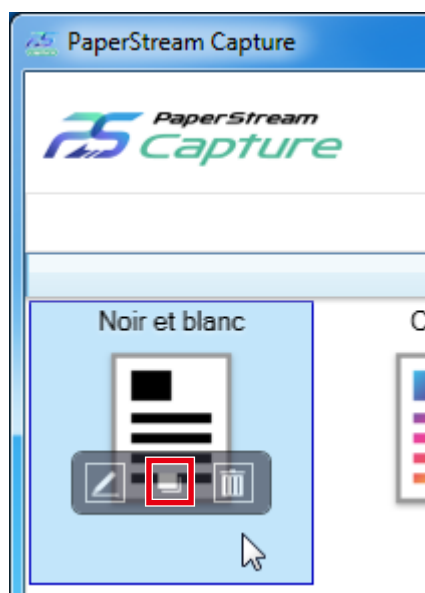 PaperStream Capture
PaperStream
Capture
Noir et blanc
C